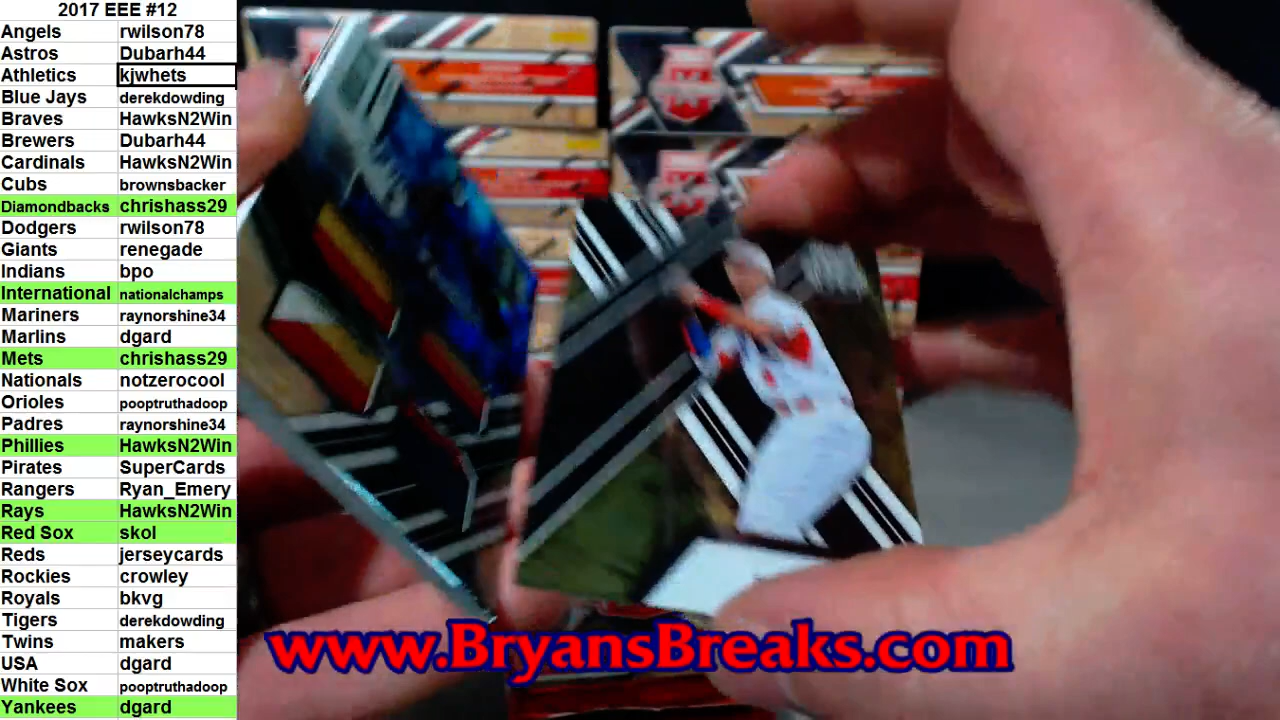 2017 EEE #12
Angels rwilson78
Astros Dubarh44
Athletics kjwhets
Blue Jays derekdowding
Braves HawksN2Win
Brewers Dubarh44
Cardinals HawksN2Win
Cubs brownsbacker
Diamondbacks chrishass29
Dodgers rwilson78
Giants renegade
Indians bpo
International nationalchamps
Mariners raynorshine34
Marlins dgard
Mets chrishass29
Nationals notzerocool
Orioles pooptruthadoop
Padres raynorshine34
Phillies HawksN2Win
Pirates SuperCards
Rangers Ryan_Emery
Rays HawksN2Win
Red Sox skol
Reds jerseycards
Rockies crowley
Royals bkvg
Tigers derekdowding
Twins makers
USA dgard
White Sox pooptruthadoop
Yankees dgard
www.BryansBreaks.com